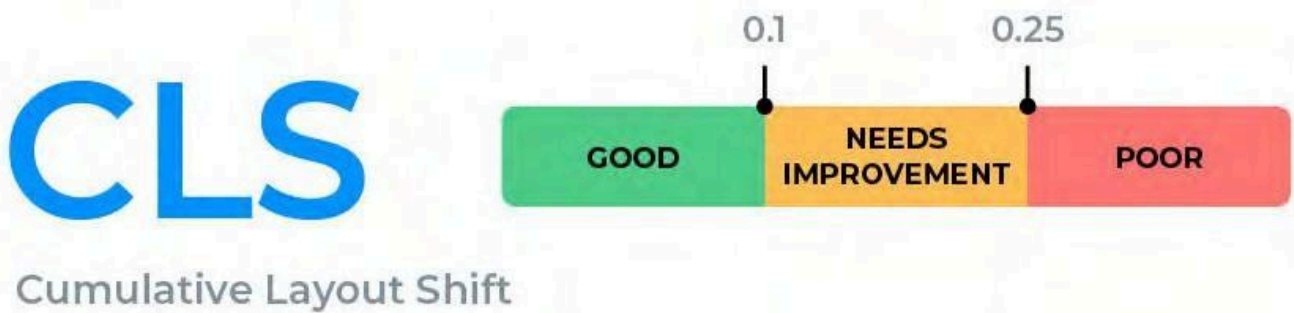 0.1 0.25
CLS
GOOD
NEEDS
IMPROVEMENT
POOR
Cumulative Layout Shift